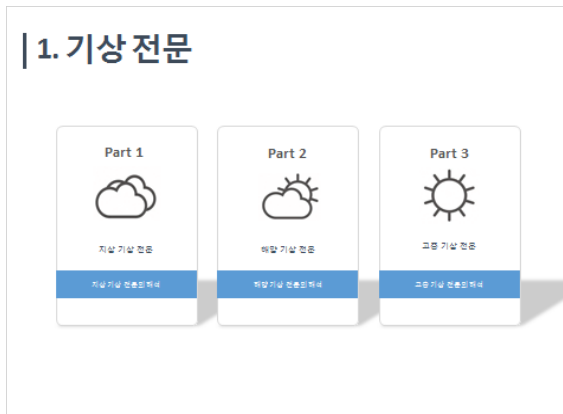 1. 기상 전문
Part 1
지상 기상 전문
지상 기상 전문의 해석
Part 2
해양 기상 전문
해양 기상 전문의 해석
Part 3
고층 기상 전문
고층 기상 전문의 해석